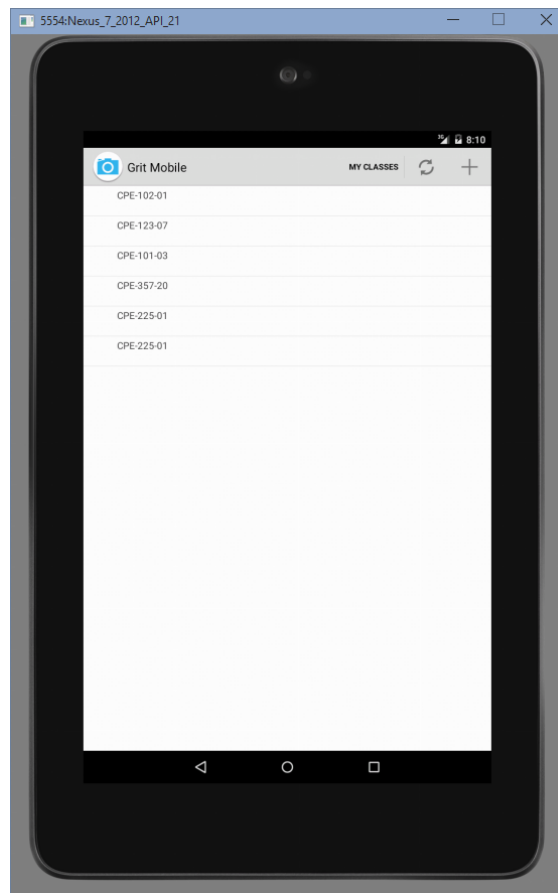 5554:Nexus_7_2012_API_21
3G 8:10
Grit Mobile MY CLASSES
CPE-102-01
CPE-123-07
CPE-101-03
CPE-357-20
CPE-225-01
CPE-225-01